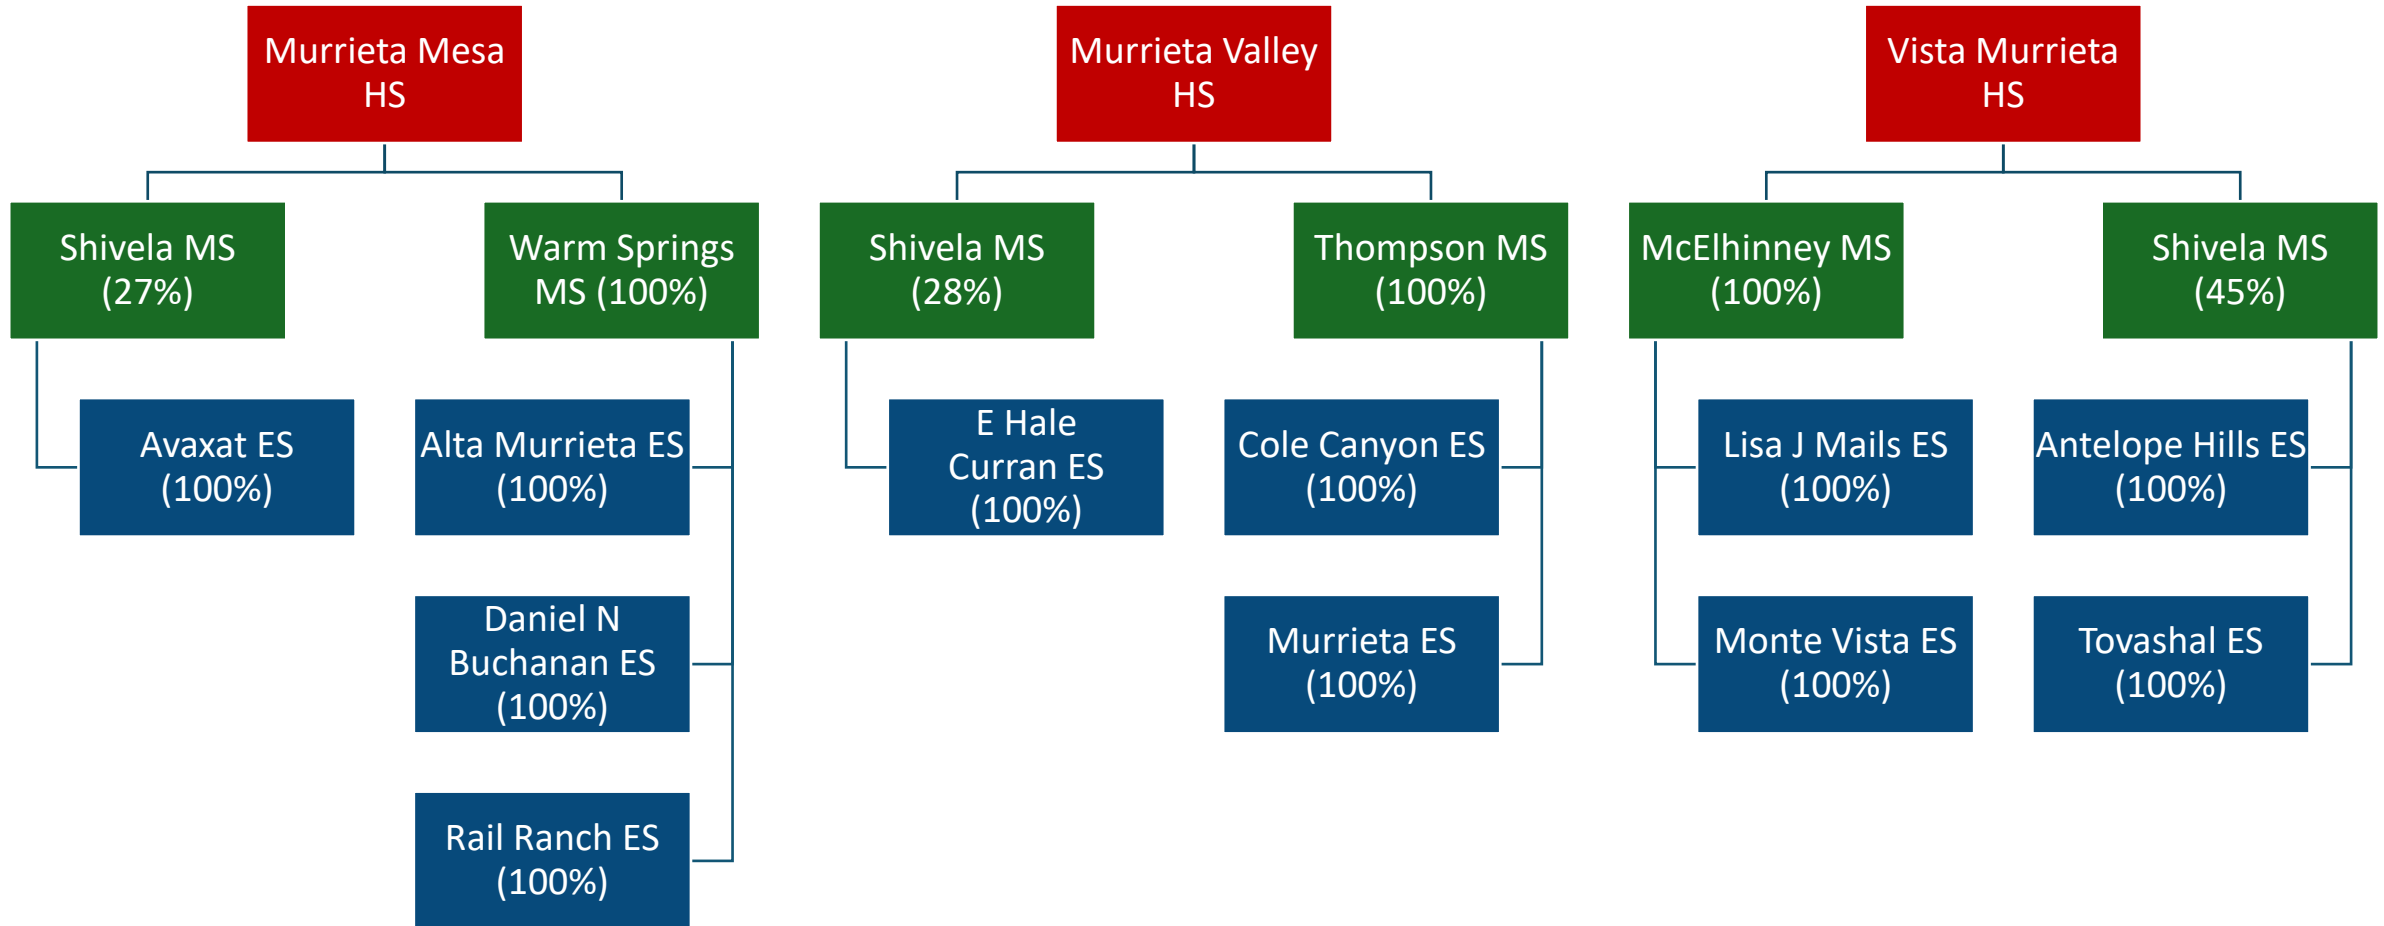 Murrieta Mesa
HS
Murrieta Valley
HS
Vista Murrieta
HS
Shivela MS
(27%)
Warm Springs
MS (100%)
Shivela MS
(28%)
Thompson MS
(100%)
McElhinney MS
(100%)
Shivela MS
(45%)
Avaxat ES
(100%)
Alta Murrieta ES
(100%)
E Hale
Curran ES
(100%)
Cole Canyon ES
(100%)
Lisa J Mails ES
(100%)
Antelope Hills ES
(100%)
Daniel N
Buchanan ES
(100%)
Murrieta ES
(100%)
Monte Vista ES
(100%)
Tovashal ES
(100%)
Rail Ranch ES
(100%)